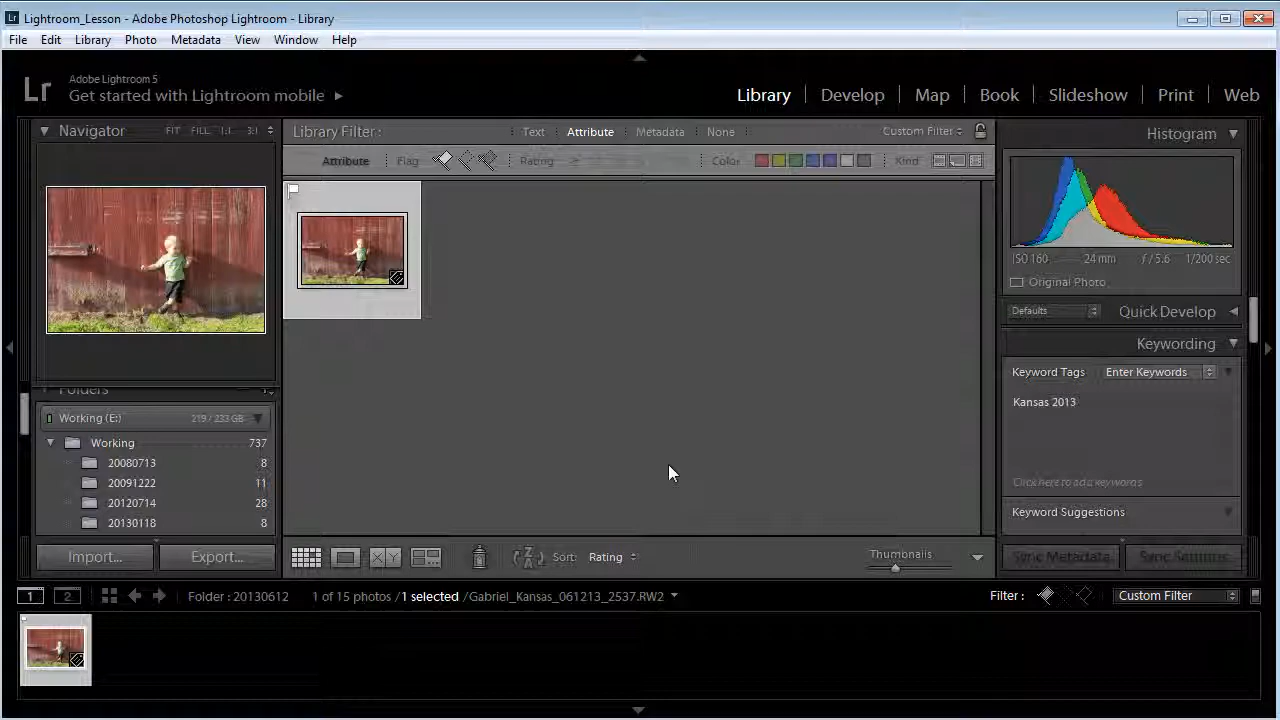 Lightroom_Lesson - Adobe Photoshop Lightroom - Library
File Edit Library Photo Metadata View Window Help
Lr
Adobe Lightroom 5
Get started with Lightroom mobile
Library Develop Map Book Slideshow Print Web
Navigator FIT FILL 1:1 3:1
Library Filter: Text Attribute Metadata None Custom Filter
Histogram
Attribute Flag Rating ≥ Color Kind
ISO 160 24 mm f / 5.6 1/200 sec
Original Photo
Defaults Quick Develop
Keywording
Keyword Tags Enter Keywords
Kansas 2013
Click here to add keywords
Keyword Suggestions
Folders
Working (E:) 219 / 233 GB
Working 737
20080713 8
20091222 11
20120714 28
20130118 8
Import... Export...
XY
Sort: Rating
Thumbnails
Sync Metadata Sync Settings
1 2 Folder : 20130612 1 of 15 photos / 1 selected / Gabriel_Kansas_061213_2537.RW2 Filter : Custom Filter